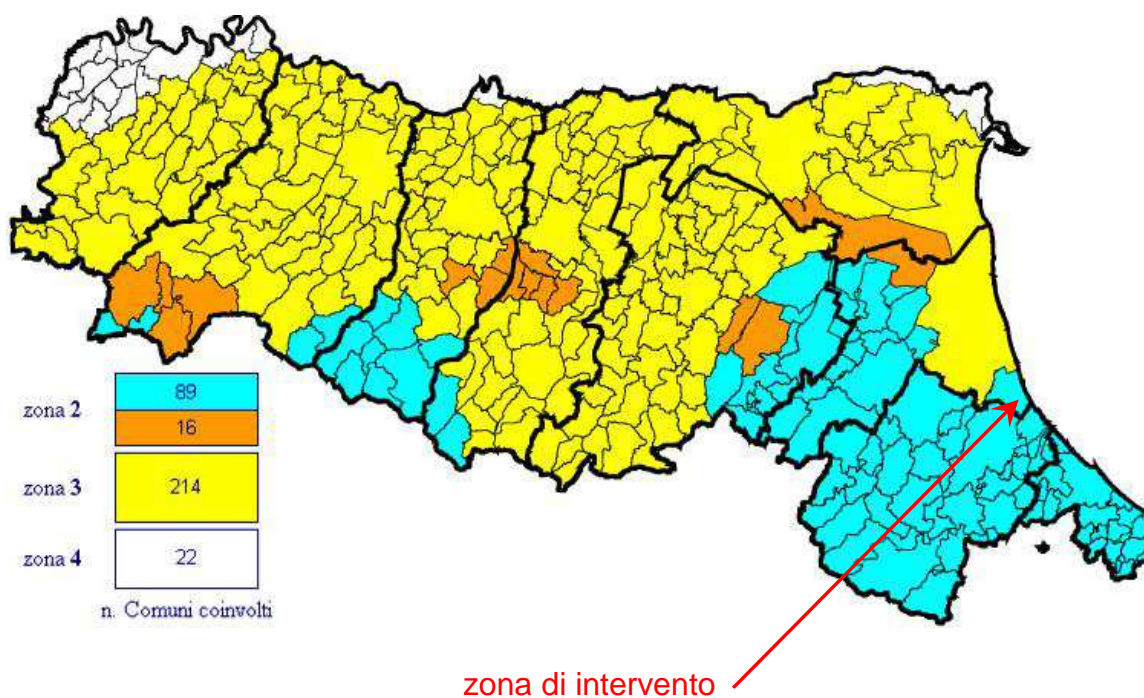 zona 2
89
16
zona 3
214
zona 4
22
n. Comuni coinvolti
zona di intervento